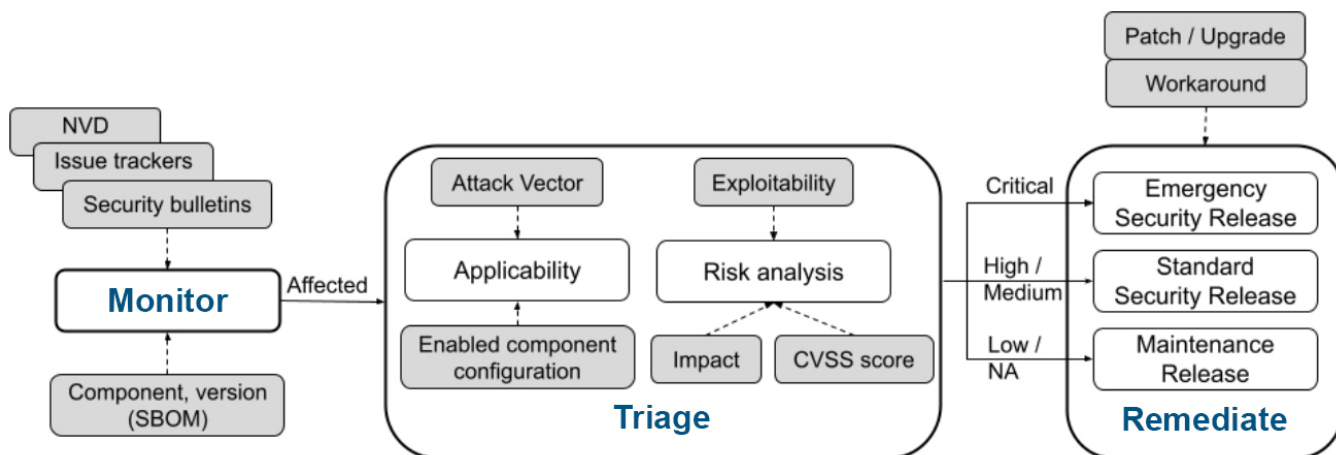 NVD
Issue trackers
Security bulletins
Monitor
Component, version
(SBOM)
Affected
Attack Vector
Applicability
Enabled component
configuration
Exploitability
Risk analysis
Impact
CVSS score
Triage
Critical
High /
Medium
Low /
NA
Patch / Upgrade
Workaround
Emergency
Security Release
Standard
Security Release
Maintenance
Release
Remediate